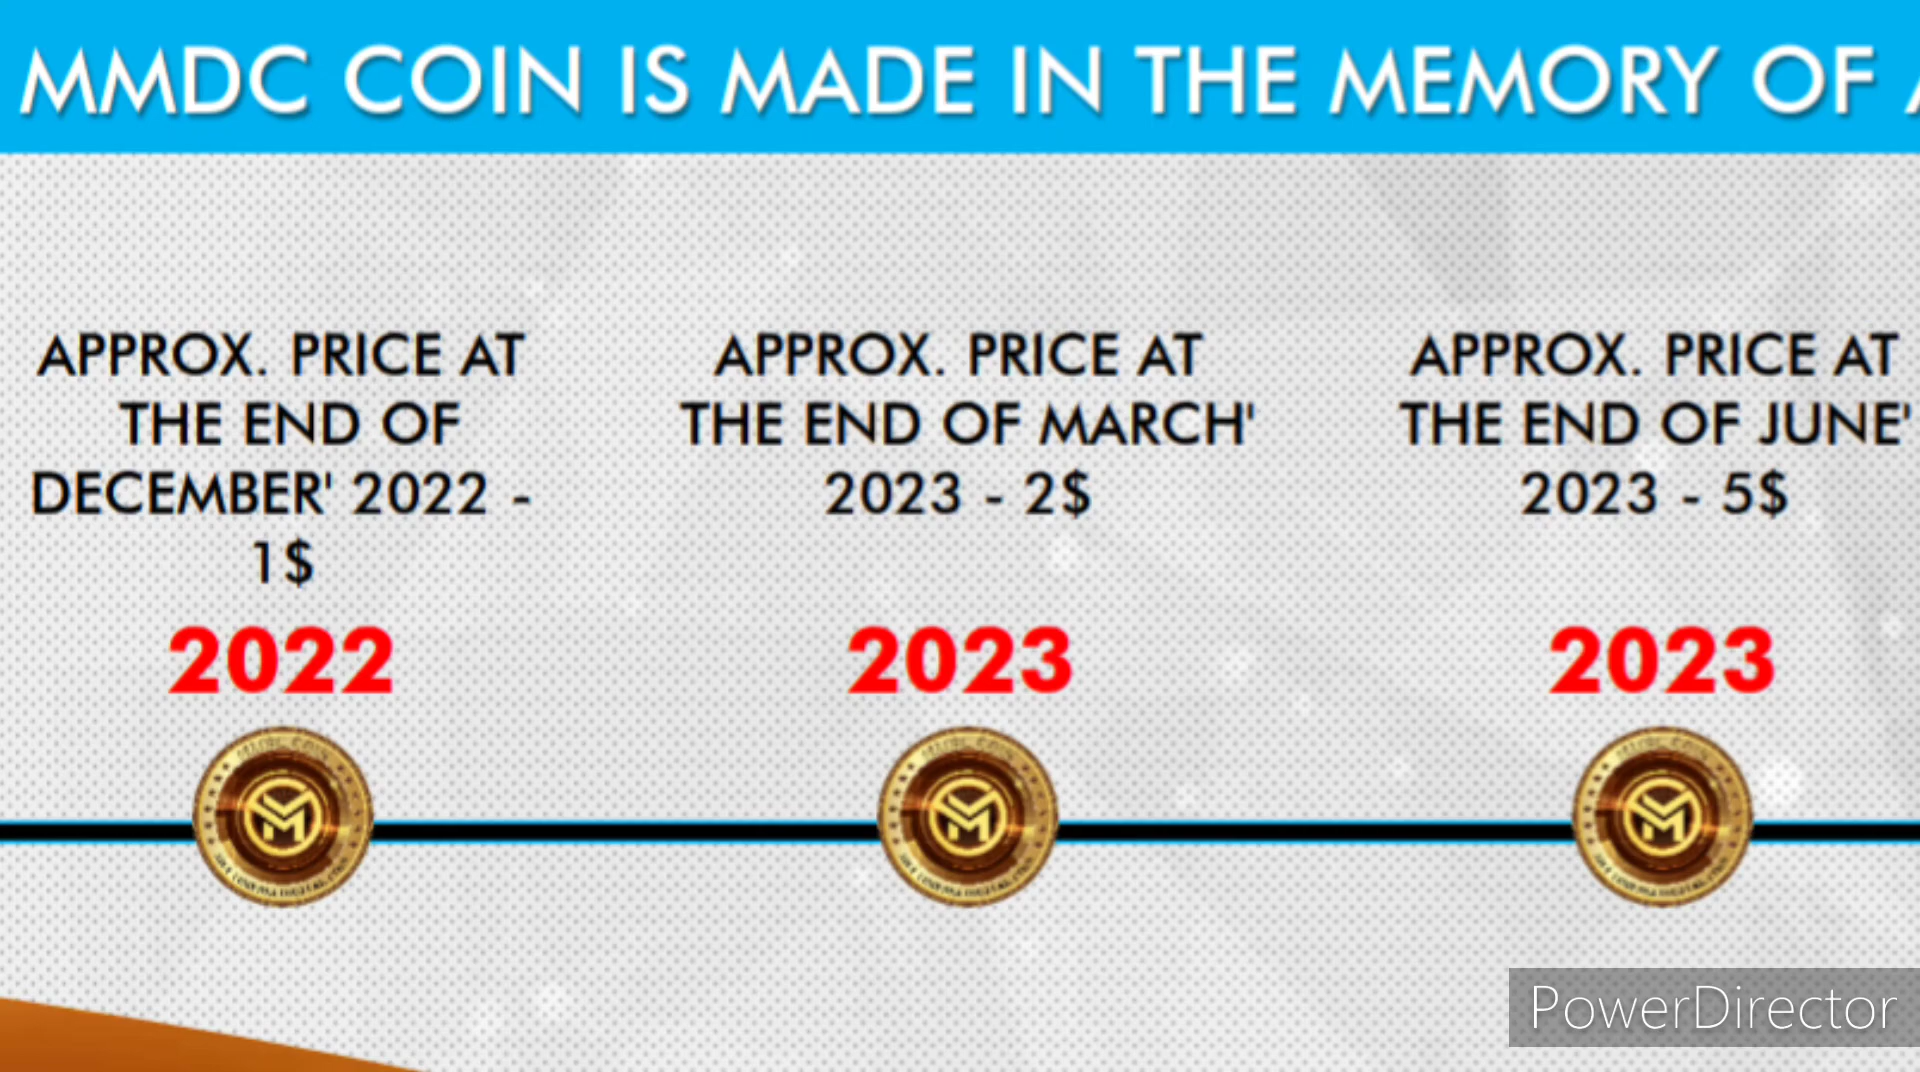 MMDC COIN IS MADE IN THE MEMORY OF
APPROX. PRICE AT
THE END OF
DECEMBER' 2022 -
1$
2022
APPROX. PRICE AT
THE END OF MARCH'
2023 - 2$
2023
APPROX. PRICE AT
THE END OF JUNE'
2023 - 5$
2023
PowerDirector